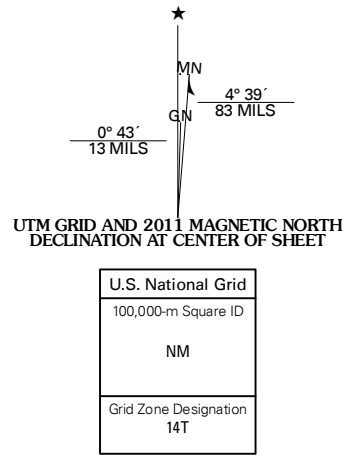 ★
MN
GN
4° 39´
83 MILS
0° 43´
13 MILS
UTM GRID AND 2011 MAGNETIC NORTH
DECLINATION AT CENTER OF SHEET
U.S. National Grid
100,000-m Square ID
NM
Grid Zone Designation
14T